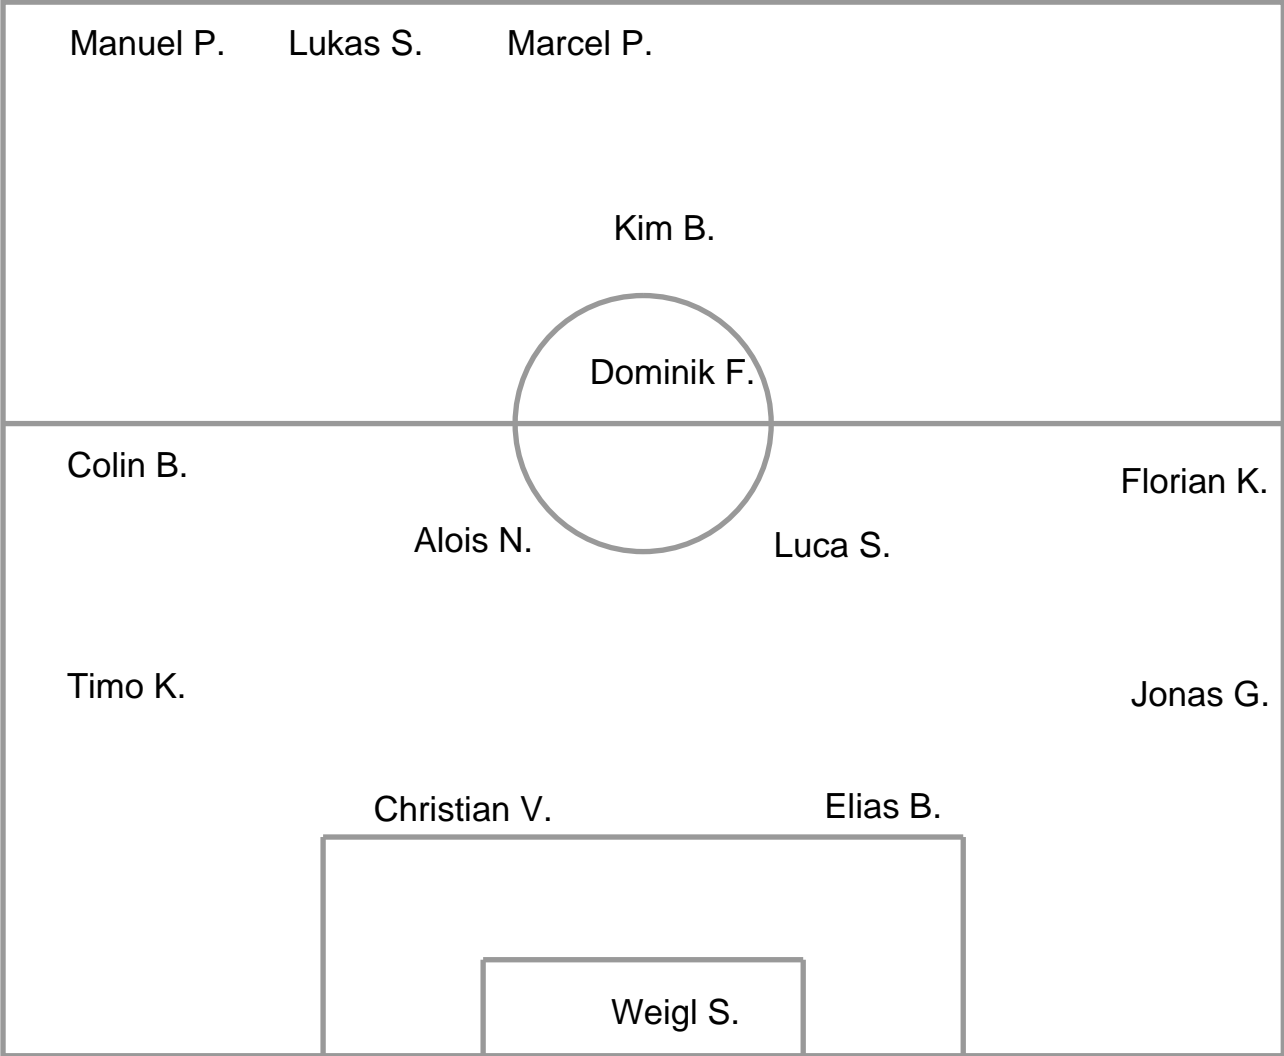 Manuel P. Lukas S. Marcel P.
Kim B.
Dominik F.
Colin B.
Florian K.
Alois N.
Luca S.
Timo K.
Jonas G.
Christian V.
Elias B.
Weigl S.